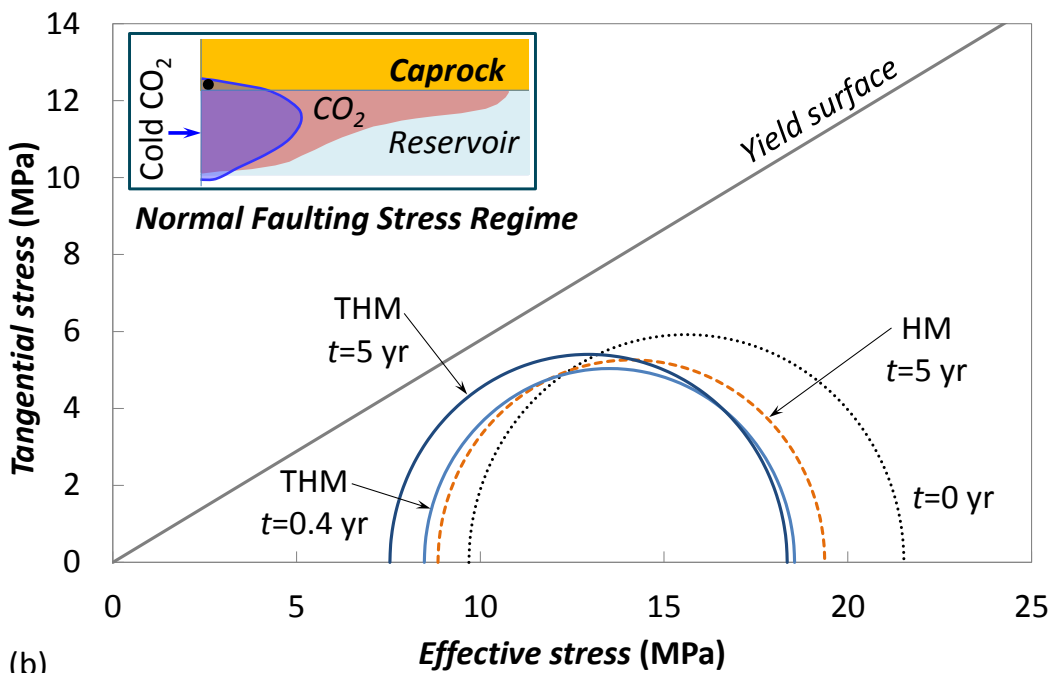 14
12
10
8
6
4
2
0
Tangential stress (MPa)
Cold CO2
Caprock
CO2
Reservoir
Normal Faulting Stress Regime
Yield surface
THM
t=5 yr
HM
t=5 yr
THM
t=0.4 yr
t=0 yr
0 5 10 15 20 25
Effective stress (MPa)
(b)